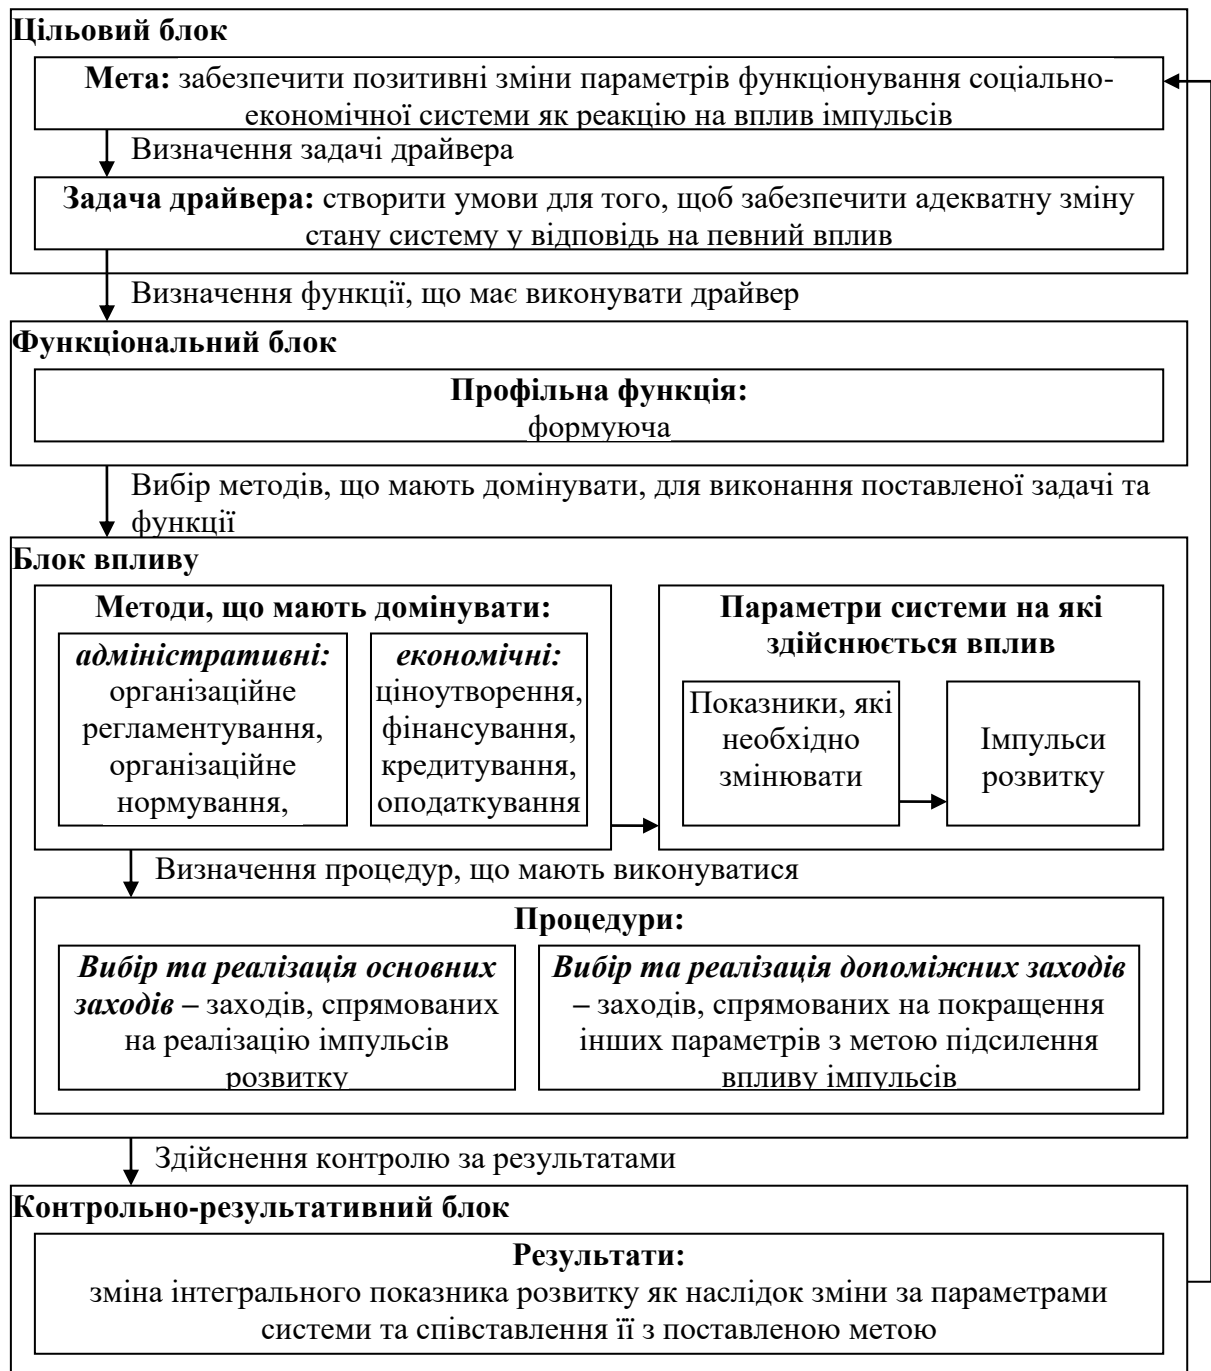 Цільовий блок
Мета: забезпечити позитивні зміни параметрів функціонування соціально-
економічної системи як реакцію на вплив імпульсів
Визначення задачі драйвера
Задача драйвера: створити умови для того, щоб забезпечити адекватну зміну
стану систему у відповідь на певний вплив
Визначення функції, що має виконувати драйвер
Функціональний блок
Профільна функція:
формуюча
Вибір методів, що мають домінувати, для виконання поставленої задачі та
функції
Блок впливу
Методи, що мають домінувати:
адміністративні:
організаційне
регламентування,
організаційне
нормування,
економічні:
ціноутворення,
фінансування,
кредитування,
оподаткування
Параметри системи на які
здійснюється вплив
Показники, які
необхідно
змінювати
Імпульси
розвитку
Визначення процедур, що мають виконуватися
Процедури:
Вибір та реалізація основних
заходів – заходів, спрямованих
на реалізацію імпульсів
розвитку
Вибір та реалізація допоміжних заходів
– заходів, спрямованих на покращення
інших параметрів з метою підсилення
впливу імпульсів
Здійснення контролю за результатами
Контрольно-результативний блок
Результати:
зміна інтегрального показника розвитку як наслідок зміни за параметрами
системи та співставлення її з поставленою метою